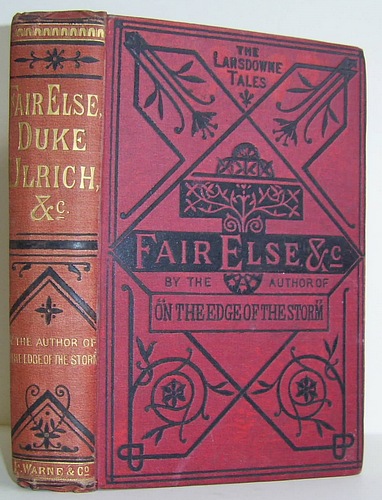 FAIR ELSE,
DUKE
ULRICH,
&c.
THE AUTHOR OF
THE EDGE OF THE STORM
F. WARNE & Co
THE
LANSDOWNE
TALES
FAIR ELSE &c
BY THE AUTHOR OF
"ON THE EDGE OF THE STORM"